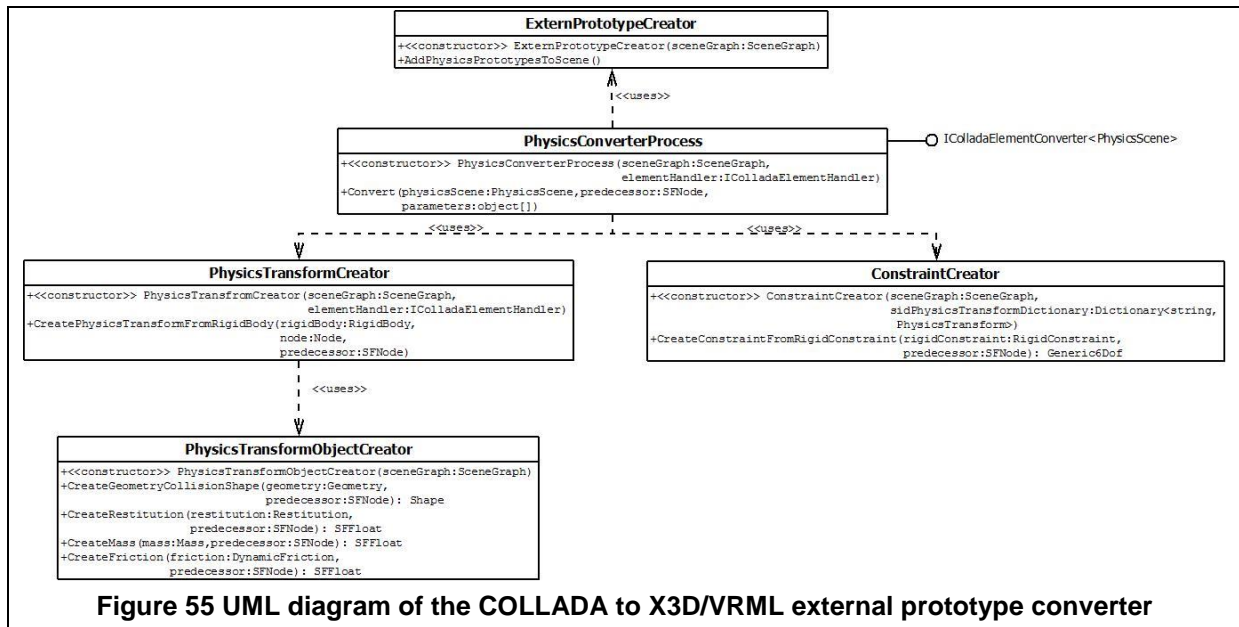 ExternPrototypeCreator
+<<constructor>> ExternPrototypeCreator(sceneGraph:SceneGraph)
+AddPhysicsPrototypesToScene()
<<uses>>
PhysicsConverterProcess
+<<constructor>> PhysicsConverterProcess(sceneGraph:SceneGraph,
elementHandler:IColladaElementHandler)
+Convert(physicsScene:PhysicsScene,predecessor:SFNode,
parameters:object[])
IColladaElementConverter<PhysicsScene>
<<uses>>
<<uses>>
PhysicsTransformCreator
+<<constructor>> PhysicsTransfromCreator(sceneGraph:SceneGraph,
elementHandler:IColladaElementHandler)
+CreatePhysicsTransformFromRigidBody(rigidBody:RigidBody,
node:Node,
predecessor:SFNode)
ConstraintCreator
+<<constructor>> ConstraintCreator(sceneGraph:SceneGraph,
sidPhysicsTransformDictionary:Dictionary<string,
PhysicsTransform>)
+CreateConstraintFromRigidConstraint(rigidConstraint:RigidConstraint,
predecessor:SFNode): Generic6Dof
<<uses>>
PhysicsTransformObjectCreator
+<<constructor>> PhysicsTransformObjectCreator(sceneGraph:SceneGraph)
+CreateGeometryCollisionShape(geometry:Geometry,
predecessor:SFNode): Shape
+CreateRestitution(restitution:Restitution,
predecessor:SFNode): SFFloat
+CreateMass(mass:Mass,predecessor:SFNode): SFFloat
+CreateFriction(friction:DynamicFriction,
predecessor:SFNode): SFFloat
Figure 55 UML diagram of the COLLADA to X3D/VRML external prototype converter